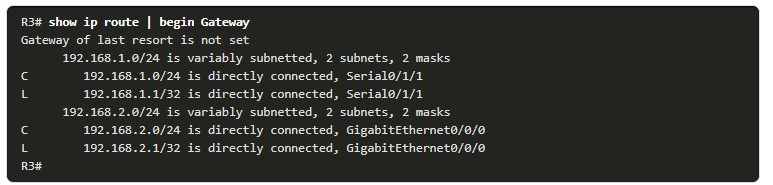 R3# show ip route | begin Gateway
Gateway of last resort is not set
      192.168.1.0/24 is variably subnetted, 2 subnets, 2 masks
C        192.168.1.0/24 is directly connected, Serial0/1/1
L        192.168.1.1/32 is directly connected, Serial0/1/1
      192.168.2.0/24 is variably subnetted, 2 subnets, 2 masks
C        192.168.2.0/24 is directly connected, GigabitEthernet0/0/0
L        192.168.2.1/32 is directly connected, GigabitEthernet0/0/0
R3#